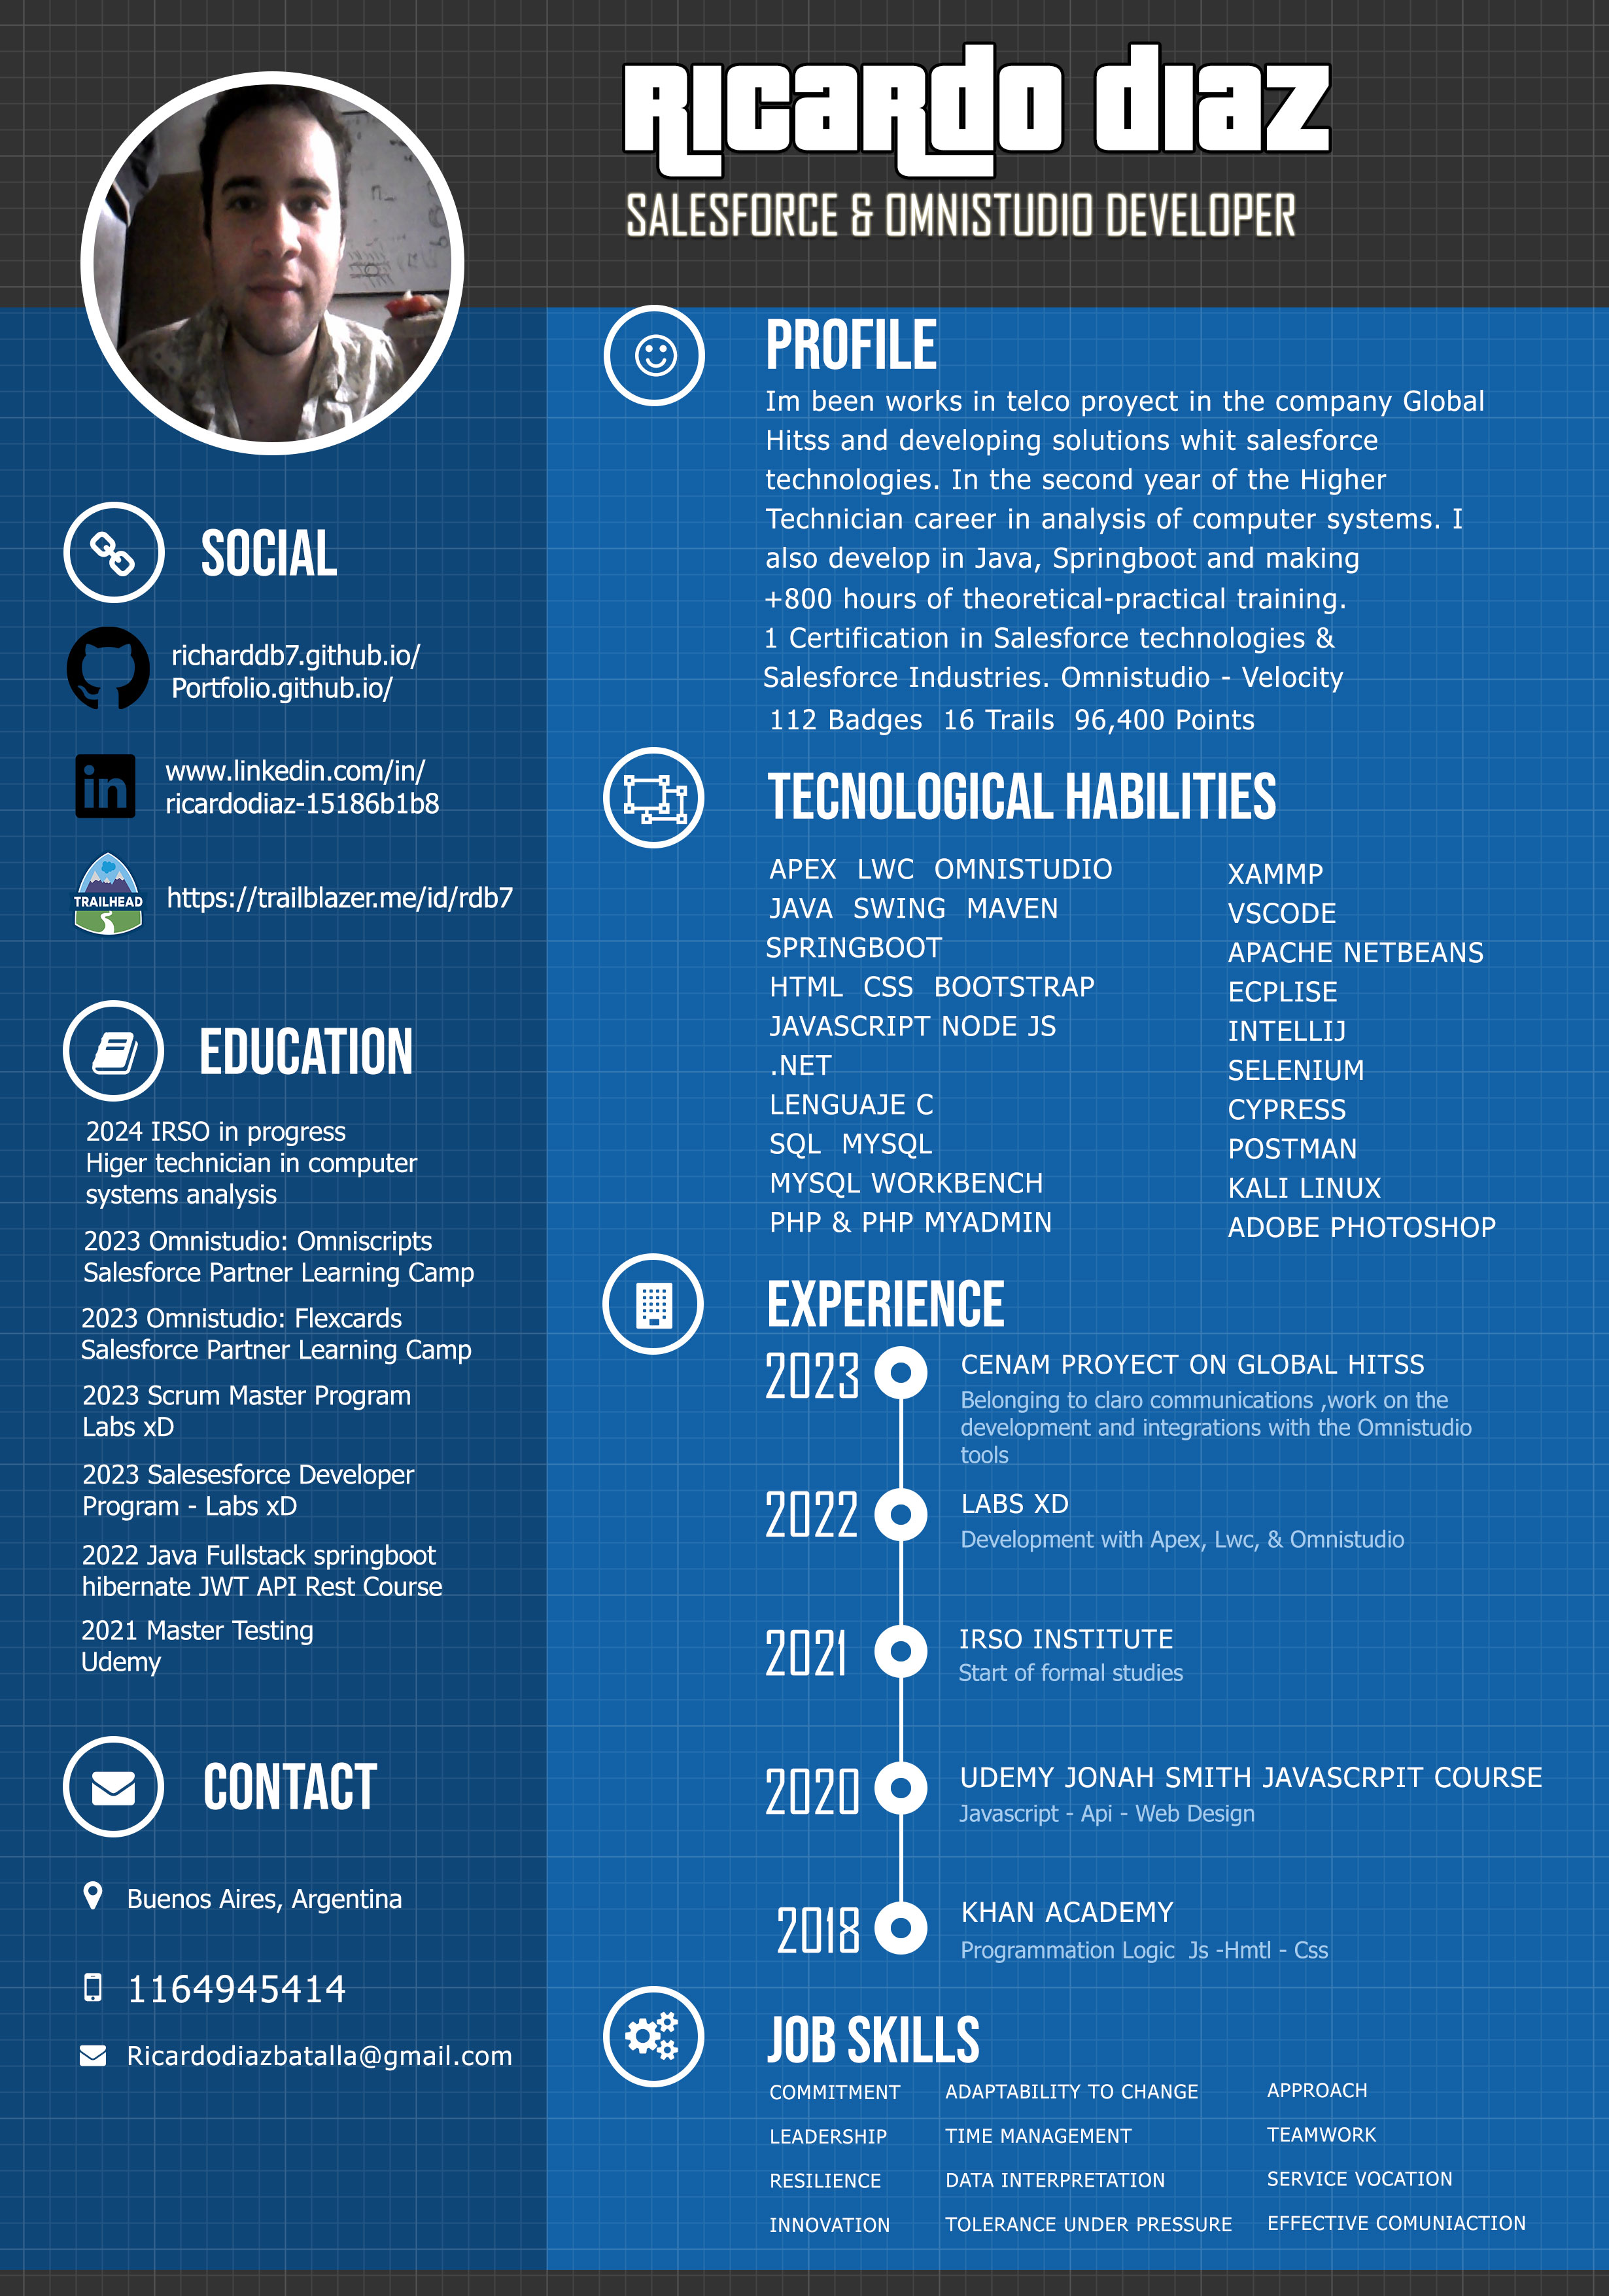 RICARDO DIAZ
SALESFORCE & OMNISTUDIO DEVELOPER
SOCIAL
richarddb7.github.io/
Portfolio.github.io/
in
www.linkedin.com/in/
ricardodiaz-15186b1b8
TRAILHEAD
https://trailblazer.me/id/rdb7
EDUCATION
2024 IRSO in progress
Higer technician in computer
systems analysis
2023 Omnistudio: Omniscripts
Salesforce Partner Learning Camp
2023 Omnistudio: Flexcards
Salesforce Partner Learning Camp
2023 Scrum Master Program
Labs xD
2023 Salesesforce Developer
Program - Labs xD
2022 Java Fullstack springboot
hibernate JWT API Rest Course
2021 Master Testing
Udemy
CONTACT
Buenos Aires, Argentina
1164945414
Ricardodiazbatalla@gmail.com
PROFILE
Im been works in telco proyect in the company Global
Hitss and developing solutions whit salesforce
technologies. In the second year of the Higher
Technician career in analysis of computer systems. I
also develop in Java, Springboot and making
+800 hours of theoretical-practical training.
1 Certification in Salesforce technologies &
Salesforce Industries. Omnistudio - Velocity
112 Badges 16 Trails 96,400 Points
TECNOLOGICAL HABILITIES
APEX LWC OMNISTUDIO
JAVA SWING MAVEN
SPRINGBOOT
HTML CSS BOOTSTRAP
JAVASCRIPT NODE JS
.NET
LENGUAJE C
SQL MYSQL
MYSQL WORKBENCH
PHP & PHP MYADMIN
XAMMP
VSCODE
APACHE NETBEANS
ECPLISE
INTELLIJ
SELENIUM
CYPRESS
POSTMAN
KALI LINUX
ADOBE PHOTOSHOP
EXPERIENCE
2023 CENAM PROYECT ON GLOBAL HITSS
Belonging to claro communications ,work on the
development and integrations with the Omnistudio
tools
2022 LABS XD
Development with Apex, Lwc, & Omnistudio
2021 IRSO INSTITUTE
Start of formal studies
2020 UDEMY JONAH SMITH JAVASCRPIT COURSE
Javascript - Api - Web Design
2018 KHAN ACADEMY
Programmation Logic Js -Hmtl - Css
JOB SKILLS
COMMITMENT ADAPTABILITY TO CHANGE APPROACH
LEADERSHIP TIME MANAGEMENT TEAMWORK
RESILIENCE DATA INTERPRETATION SERVICE VOCATION
INNOVATION TOLERANCE UNDER PRESSURE EFFECTIVE COMUNIACTION